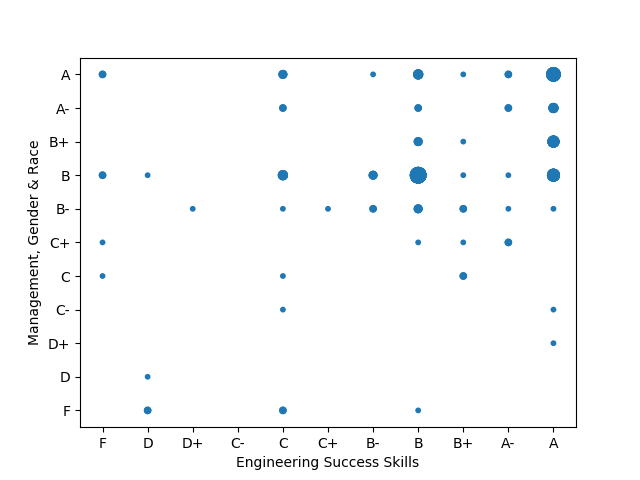 A
A-
B+
B
B-
C+
C
C-
D+
D
F
Management, Gender & Race
F D D+ C- C C+ B- B B+ A- A
Engineering Success Skills